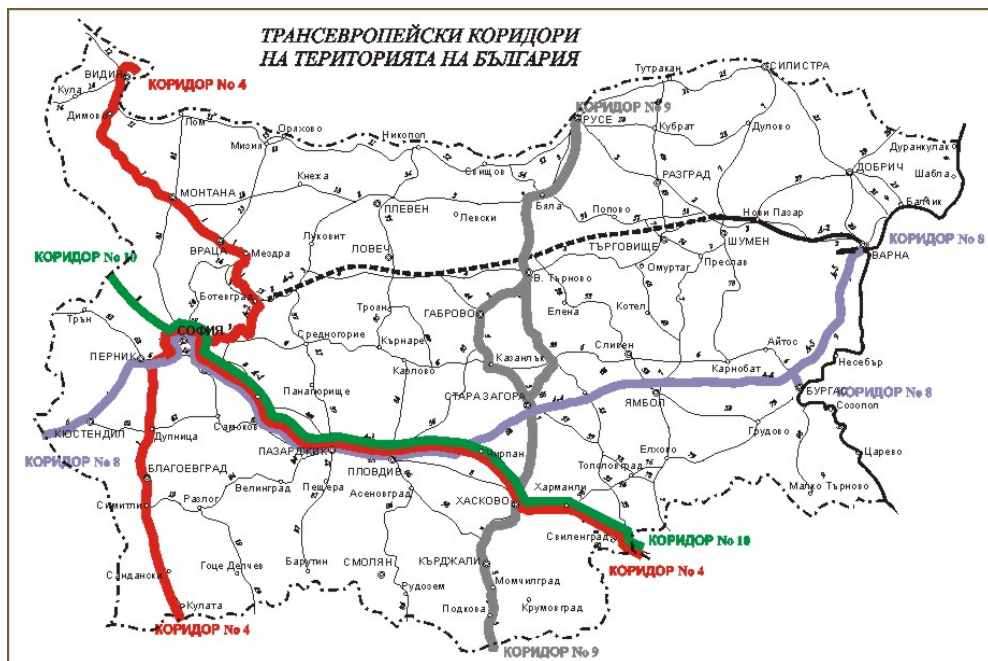 ТРАНСЕВРОПЕЙСКИ КОРИДОРИ
НА ТЕРИТОРИЯТА НА БЪЛГАРИЯ
ВИДИН
КОРИДОР No 4
Кула
Димово
Лом
Оряхово
Мизия
Никопол
Свищов
КОРИДОР No 9
РУСЕ
Тутракан
СИЛИСТРА
Кубрат
Дулово
Дуранкулак
ДОБРИЧ
Шабла
Балчик
МОНТАНА
Кнежа
ПЛЕВЕН
Левски
Бяла
Попово
РАЗГРАД
Нови Пазар
КОРИДОР No 8
ВАРНА
ВРАЦА
Мездра
Луковит
ЛОВЕЧ
ТЪРГОВИЩЕ
ШУМЕН
Преслав
Омуртаг
КОРИДОР No 10
Ботевград
Троян
В. Търново
ГАБРОВО
Елена
Котел
Трън
СОФИЯ
Средногорие
Кърнаре
ПЕРНИК
Казанлък
Карлово
СЛИВЕН
Карнобат
Айтос
Несебър
Панагюрище
СТАРА ЗАГОРА
ЯМБОЛ
БУРГАС
КОРИДОР No 8
Созопол
КЮСТЕНДИЛ
Самоков
Дупница
КОРИДОР No 8
ПАЗАРДЖИК
ПЛОВДИВ
Чирпан
Грудово
Елхово
Тополовград
Царево
БЛАГОЕВГРАД
Велинград
Пещера
Асеновград
Харманли
Малко Търново
Симитли
Разлог
ХАСКОВО
Свиленград
КОРИДОР No 10
КОРИДОР No 4
Сандански
Гоце Делчев
Барутин
СМОЛЯН
КЪРДЖАЛИ
Момчилград
Рудозем
Крумовград
Кулата
КОРИДОР No 4
Подкова
КОРИДОР No 9